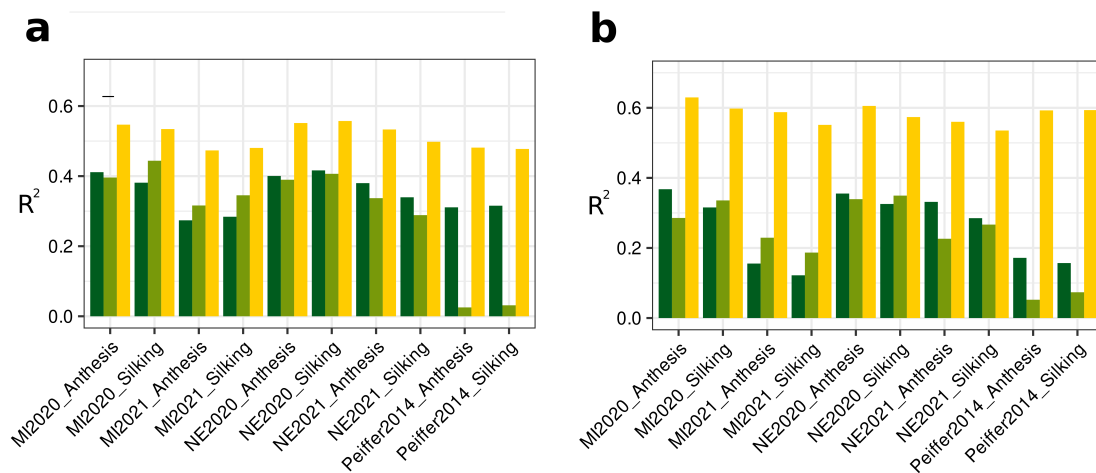 a
0.6
0.4
0.2
0.0
R2
MI2020_Anthesis
MI2020_Silking
MI2021_Anthesis
MI2021_Silking
NE2020_Anthesis
NE2020_Silking
NE2021_Anthesis
NE2021_Silking
Peiffer2014_Anthesis
Peiffer2014_Silking
b
0.6
0.4
0.2
0.0
R2
MI2020_Anthesis
MI2020_Silking
MI2021_Anthesis
MI2021_Silking
NE2020_Anthesis
NE2020_Silking
NE2021_Anthesis
NE2021_Silking
Peiffer2014_Anthesis
Peiffer2014_Silking